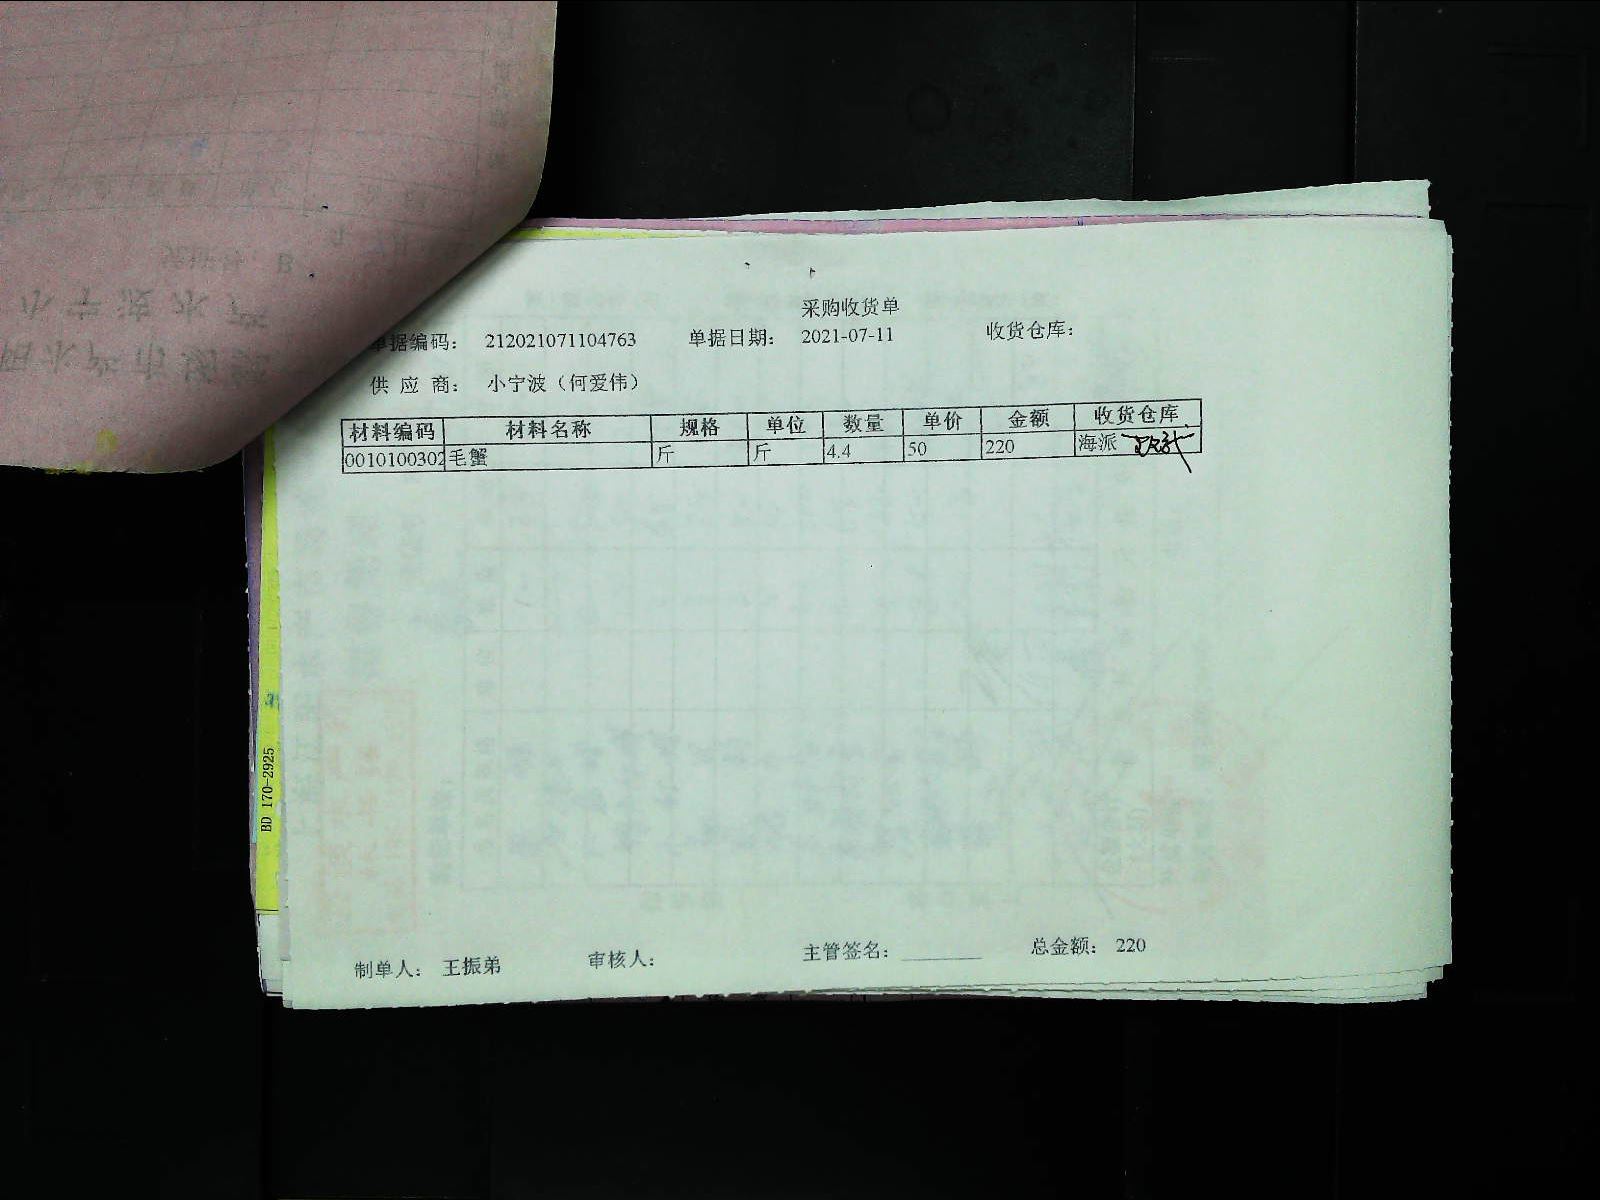 采购收货单
单据编码： 212021071104763 单据日期： 2021-07-11 收货仓库：
供 应 商： 小宁波（何爱伟）
材料编码 材料名称 规格 单位 数量 单价 金额 收货仓库
0010100302 毛蟹 斤 斤 4.4 50 220 海派
制单人： 王振弟 审核人： 主管签名： 总金额： 220
BD 170-2925